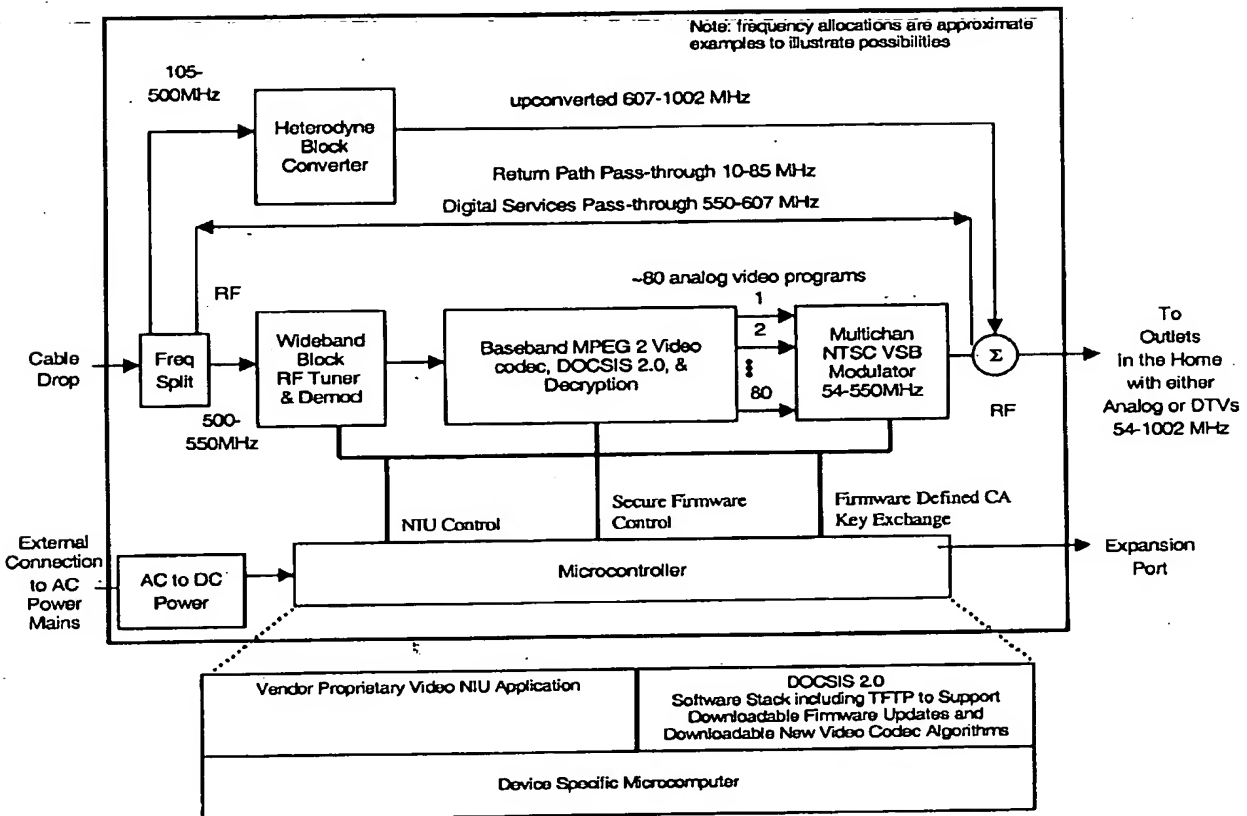 Note: frequency allocations are approximate
examples to illustrate possibilities
105-
500MHz
upconverted 607-1002 MHz
Heterodyne
Block
Converter
Return Path Pass-through 10-85 MHz
Digital Services Pass-through 550-607 MHz
RF
~80 analog video programs
1
2
80
Cable
Drop
Freq
Split
Wideband
Block
RF Tuner
& Demod
Baseband MPEG 2 Video
codec, DOCSIS 2.0, &
Decryption
Multichan
NTSC VSB
Modulator
54-550MHz
Σ
RF
To
Outlets
In the Home
with either
Analog or DTVs
54-1002 MHz
500-
550MHz
NIU Control
Secure Firmware
Control
Firmware Defined CA
Key Exchange
External
Connection
to AC
Power
Mains
AC to DC
Power
Microcontroller
Expansion
Port
Vendor Proprietary Video NIU Application
DOCSIS 2.0
Software Stack including TFTP to Support
Downloadable Firmware Updates and
Downloadable New Video Codec Algorithms
Device Specific Microcomputer